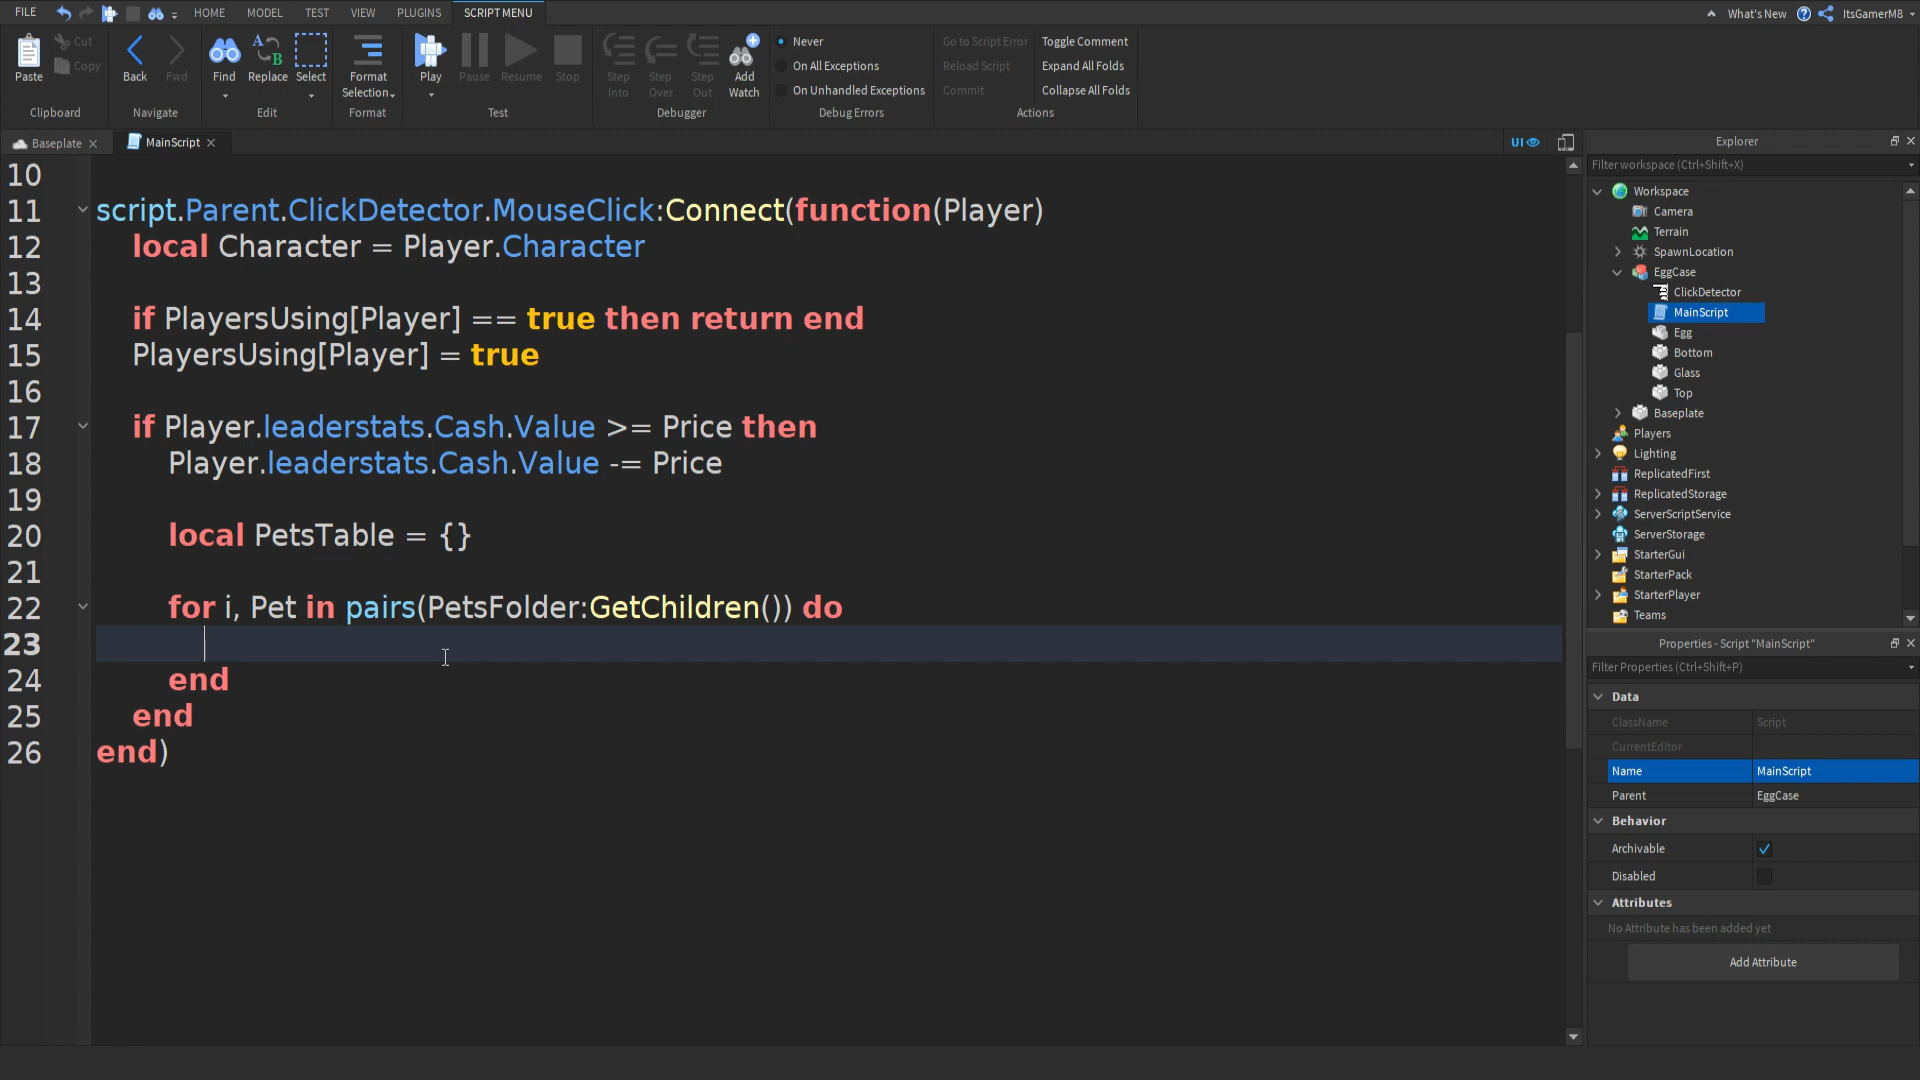 FILE HOME MODEL TEST VIEW PLUGINS SCRIPT MENU What's New ItsGamerM8
Paste Cut Copy
Clipboard
Back Fwd
Navigate
Find Replace Select
Edit
Format Selection
Format
Play Pause Resume Stop
Test
Step Into Step Over Step Out Add Watch
Debugger
Never
On All Exceptions
On Unhandled Exceptions
Debug Errors
Go to Script Error Toggle Comment
Reload Script Expand All Folds
Commit Collapse All Folds
Actions
Baseplate MainScript UI
10
11 script.Parent.ClickDetector.MouseClick:Connect(function(Player)
12 local Character = Player.Character
13
14 if PlayersUsing[Player] == true then return end
15 PlayersUsing[Player] = true
16
17 if Player.leaderstats.Cash.Value >= Price then
18 Player.leaderstats.Cash.Value -= Price
19
20 local PetsTable = {}
21
22 for i, Pet in pairs(PetsFolder:GetChildren()) do
23
24 end
25 end
26 end)
Explorer
Filter workspace (Ctrl+Shift+X)
Workspace
Camera
Terrain
SpawnLocation
EggCase
ClickDetector
MainScript
Egg
Bottom
Glass
Top
Baseplate
Players
Lighting
ReplicatedFirst
ReplicatedStorage
ServerScriptService
ServerStorage
StarterGui
StarterPack
StarterPlayer
Teams
Properties - Script "MainScript"
Filter Properties (Ctrl+Shift+P)
Data
ClassName Script
CurrentEditor
Name MainScript
Parent EggCase
Behavior
Archivable
Disabled
Attributes
No Attribute has been added yet
Add Attribute